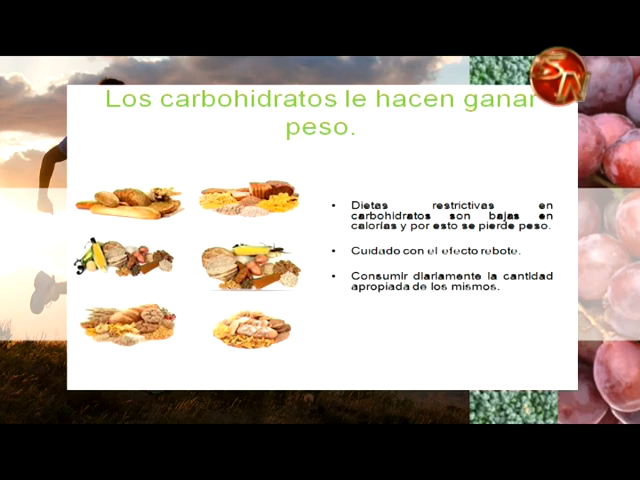 SN
Los carbohidratos le hacen ganar
peso.
• Dietas restrictivas en
carbohidratos son bajas en
calorías y por esto se pierde peso.
• Cuidado con el efecto rebote.
• Consumir diariamente la cantidad
apropiada de los mismos.